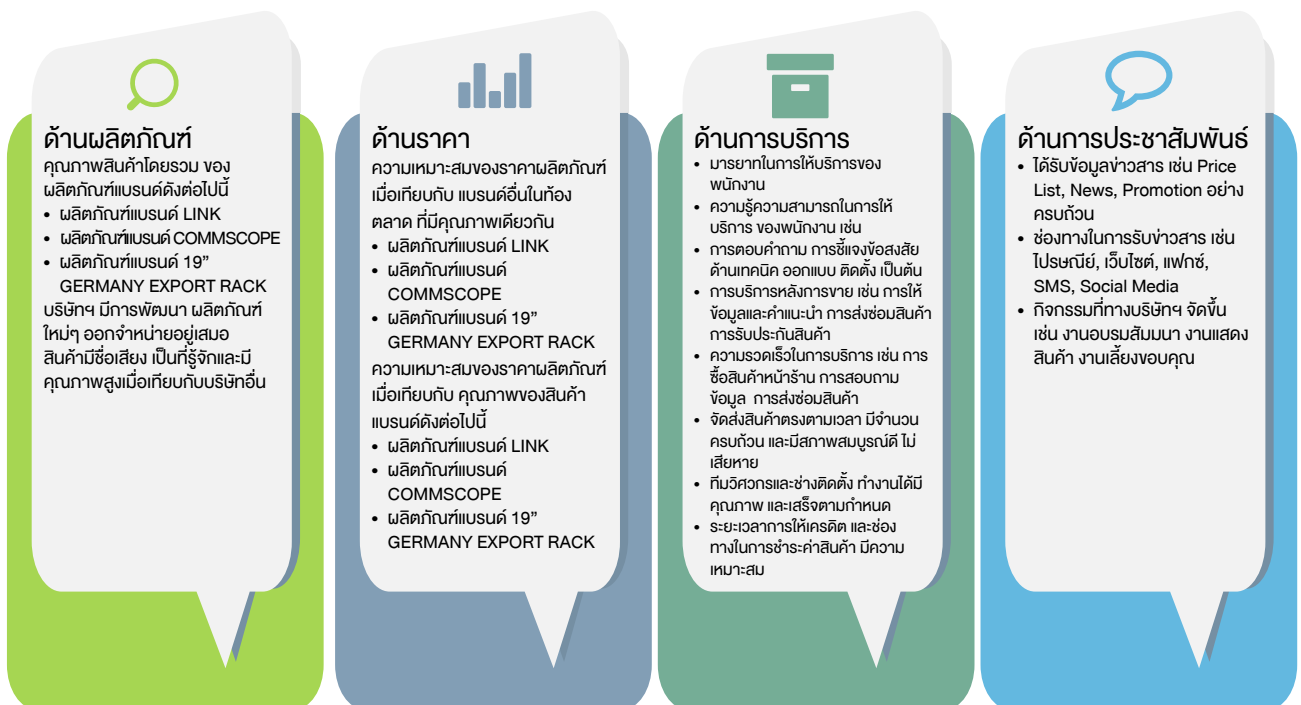 ด้านผลิตภัณฑ์
คุณภาพสินค้าโดยรวม ของ
ผลิตภัณฑ์แบรนด์ดังต่อไปนี้
• ผลิตภัณฑ์แบรนด์ LINK
• ผลิตภัณฑ์แบรนด์ COMMSCOPE
• ผลิตภัณฑ์แบรนด์ 19”
GERMANY EXPORT RACK
บริษัทฯ มีการพัฒนา ผลิตภัณฑ์
ใหม่ๆ ออกจำหน่ายอยู่เสมอ
สินค้ามีชื่อเสียง เป็นที่รู้จักและมี
คุณภาพสูงเมื่อเทียบกับบริษัทอื่น
ด้านราคา
ความเหมาะสมของราคาผลิตภัณฑ์
เมื่อเทียบกับ แบรนด์อื่นในท้อง
ตลาด ที่มีคุณภาพเดียวกัน
• ผลิตภัณฑ์แบรนด์ LINK
• ผลิตภัณฑ์แบรนด์
COMMSCOPE
• ผลิตภัณฑ์แบรนด์ 19”
GERMANY EXPORT RACK
ความเหมาะสมของราคาผลิตภัณฑ์
เมื่อเทียบกับ คุณภาพของสินค้า
แบรนด์ดังต่อไปนี้
• ผลิตภัณฑ์แบรนด์ LINK
• ผลิตภัณฑ์แบรนด์
COMMSCOPE
• ผลิตภัณฑ์แบรนด์ 19”
GERMANY EXPORT RACK
ด้านการบริการ
• มารยาทในการให้บริการของ
พนักงาน
• ความรู้ความสามารถในการให้
บริการ ของพนักงาน เช่น
• การตอบคำถาม การชี้แจงข้อสงสัย
ด้านเทคนิค ออกแบบ ติดตั้ง เป็นต้น
• การบริการหลังการขาย เช่น การให้
ข้อมูลและคำแนะนำ การส่งซ่อมสินค้า
การรับประกันสินค้า
• ความรวดเร็วในการบริการ เช่น การ
ซื้อสินค้าหน้าร้าน การสอบถาม
ข้อมูล การส่งซ่อมสินค้า
• จัดส่งสินค้าตรงตามเวลา มีจำนวน
ครบถ้วน และมีสภาพสมบูรณ์ดี ไม่
เสียหาย
• ทีมวิศวกรและช่างติดตั้ง ทำงานได้มี
คุณภาพ และเสร็จตามกำหนด
• ระยะเวลาการให้เครดิต และช่อง
ทางในการชำระค่าสินค้า มีความ
เหมาะสม
ด้านการประชาสัมพันธ์
• ได้รับข้อมูลข่าวสาร เช่น Price
List, News, Promotion อย่าง
ครบถ้วน
• ช่องทางในการรับข่าวสาร เช่น
ไปรษณีย์, เว็บไซต์, แฟกซ์,
SMS, Social Media
• กิจกรรมที่ทางบริษัทฯ จัดขึ้น
เช่น งานอบรมสัมมนา งานแสดง
สินค้า งานเลี้ยงขอบคุณ